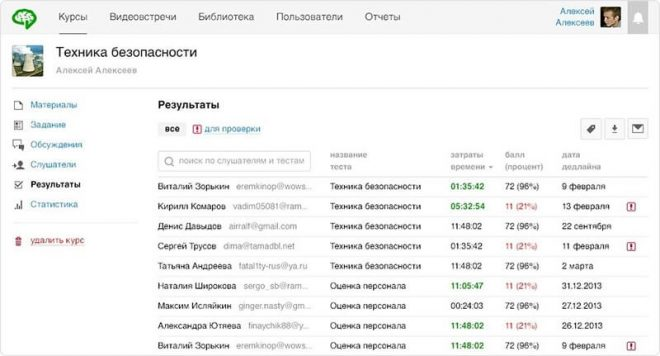 Курсы Видеовстречи Библиотека Пользователи Отчеты Алексей Алексеев
Техника безопасности
Алексей Алексеев
Материалы
Задание
Обсуждения
Слушатели
Результаты
Статистика
удалить курс
Результаты
все для проверки
поиск по слушателям и тестам название теста затраты времени балл (процент) дата дедлайна
Виталий Зорькин eremkinop@wows... Техника безопасности 01:35:42 72 (96%) 9 февраля
Кирилл Комаров vadim05081@ram... Техника безопасности 05:32:54 11 (21%) 13 февраля
Денис Давыдов airralf@gmail.com Техника безопасности 11:48:02 72 (96%) 22 сентября
Сергей Трусов dima@tamadbl.net Техника безопасности 01:35:42 11 (21%) 11 февраля
Татьяна Андреева fatal1ty-rus@ya.ru Техника безопасности 11:48:02 72 (96%) 2 марта
Наталия Широкова sergo_sb@ram... Оценка персонала 11:05:47 11 (21%) 31.12.2013
Максим Исляйкин ginger.nasty@gm... Оценка персонала 00:24:03 72 (96%) 27.12.2013
Александра Ютяева finaychik88@y... Оценка персонала 11:48:02 11 (21%) 26.12.2013
Виталий Зорькин eremkinop@wows... Оценка персонала 11:48:02 72 (96%) 9 февраля